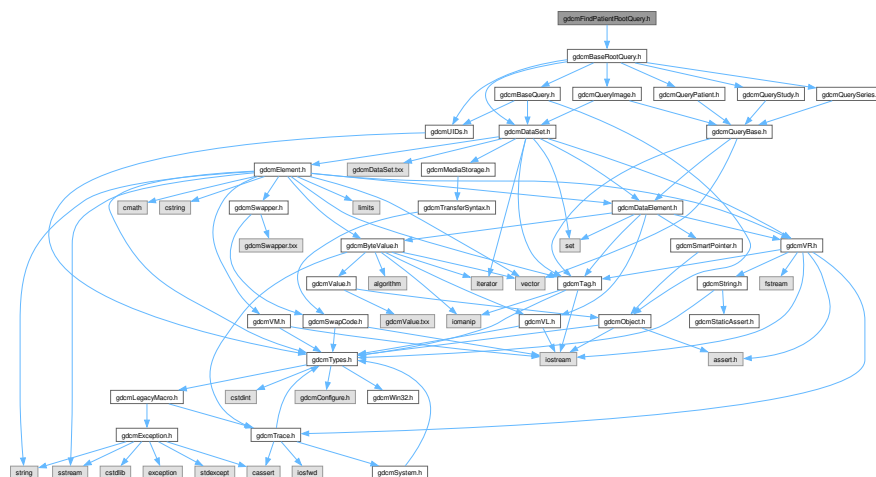 gdcmFindPatientRootQuery.h
gdcmBaseRootQuery.h
gdcmBaseQuery.h gdcmQueryImage.h gdcmQueryPatient.h gdcmQueryStudy.h gdcmQuerySeries.
gdcmUIDs.h gdcmDataSet.h gdcmQueryBase.h
gdcmElement.h gdcmDataSet.txx gdcmMediaStorage.h
cmath cstring gdcmSwapper.h limits gdcmTransferSyntax.h gdcmDataElement.h
gdcmSwapper.txx gdcmByteValue.h set gdcmSmartPointer.h gdcmVR.h
gdcmValue.h algorithm iterator vector gdcmTag.h gdcmString.h fstream
gdcmVM.h gdcmSwapCode.h gdcmValue.txx iomanip gdcmVL.h gdcmObject.h gdcmStaticAssert.h
gdcmTypes.h iostream assert.h
gdcmLegacyMacro.h cstdint gdcmConfigure.h gdcmWin32.h
gdcmException.h gdcmTrace.h
string sstream cstdlib exception stdexcept cassert iosfwd gdcmSystem.h